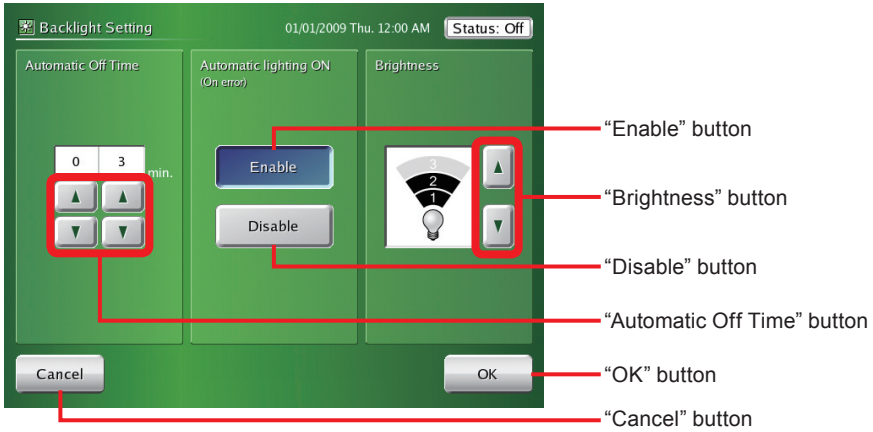 Backlight Setting
01/01/2009 Thu. 12:00 AM
Status: Off
Automatic Off Time
0 3
min.
Automatic lighting ON
(On error)
Enable
Disable
Brightness
3
2
1
Cancel
OK
“Enable” button
“Brightness” button
“Disable” button
“Automatic Off Time” button
“OK” button
“Cancel” button